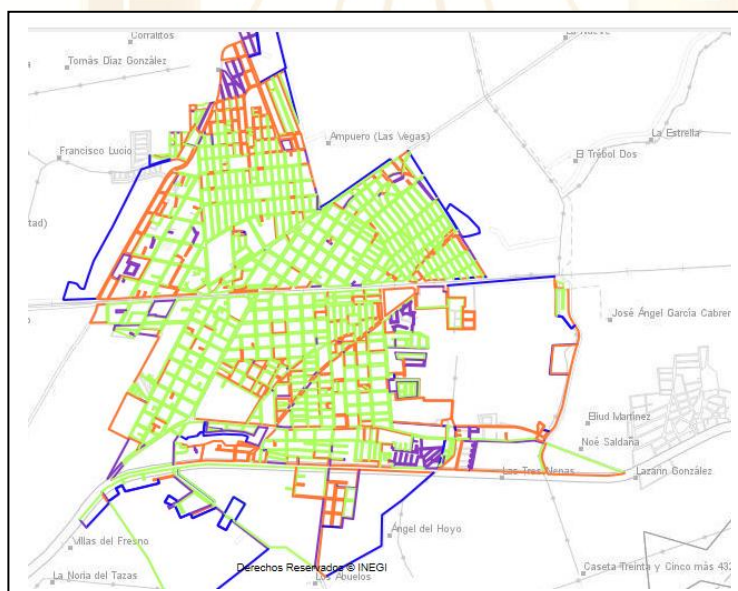 Corralitos
La Nueve
Tomás Díaz González
Ampuero (Las Vegas)
La Estrella
Francisco Lucio
El Trébol Dos
tad)
José Ángel García Cabrer
Eliud Martínez
Noé Saldaña
Las Tres Nenas
Lazarin González
Ángel del Hoyo
Villas del Fresno
Derechos Reservados © INEGI
Caseta Treinta y Cinco más 432
La Noria del Tazas
Los Abuelos